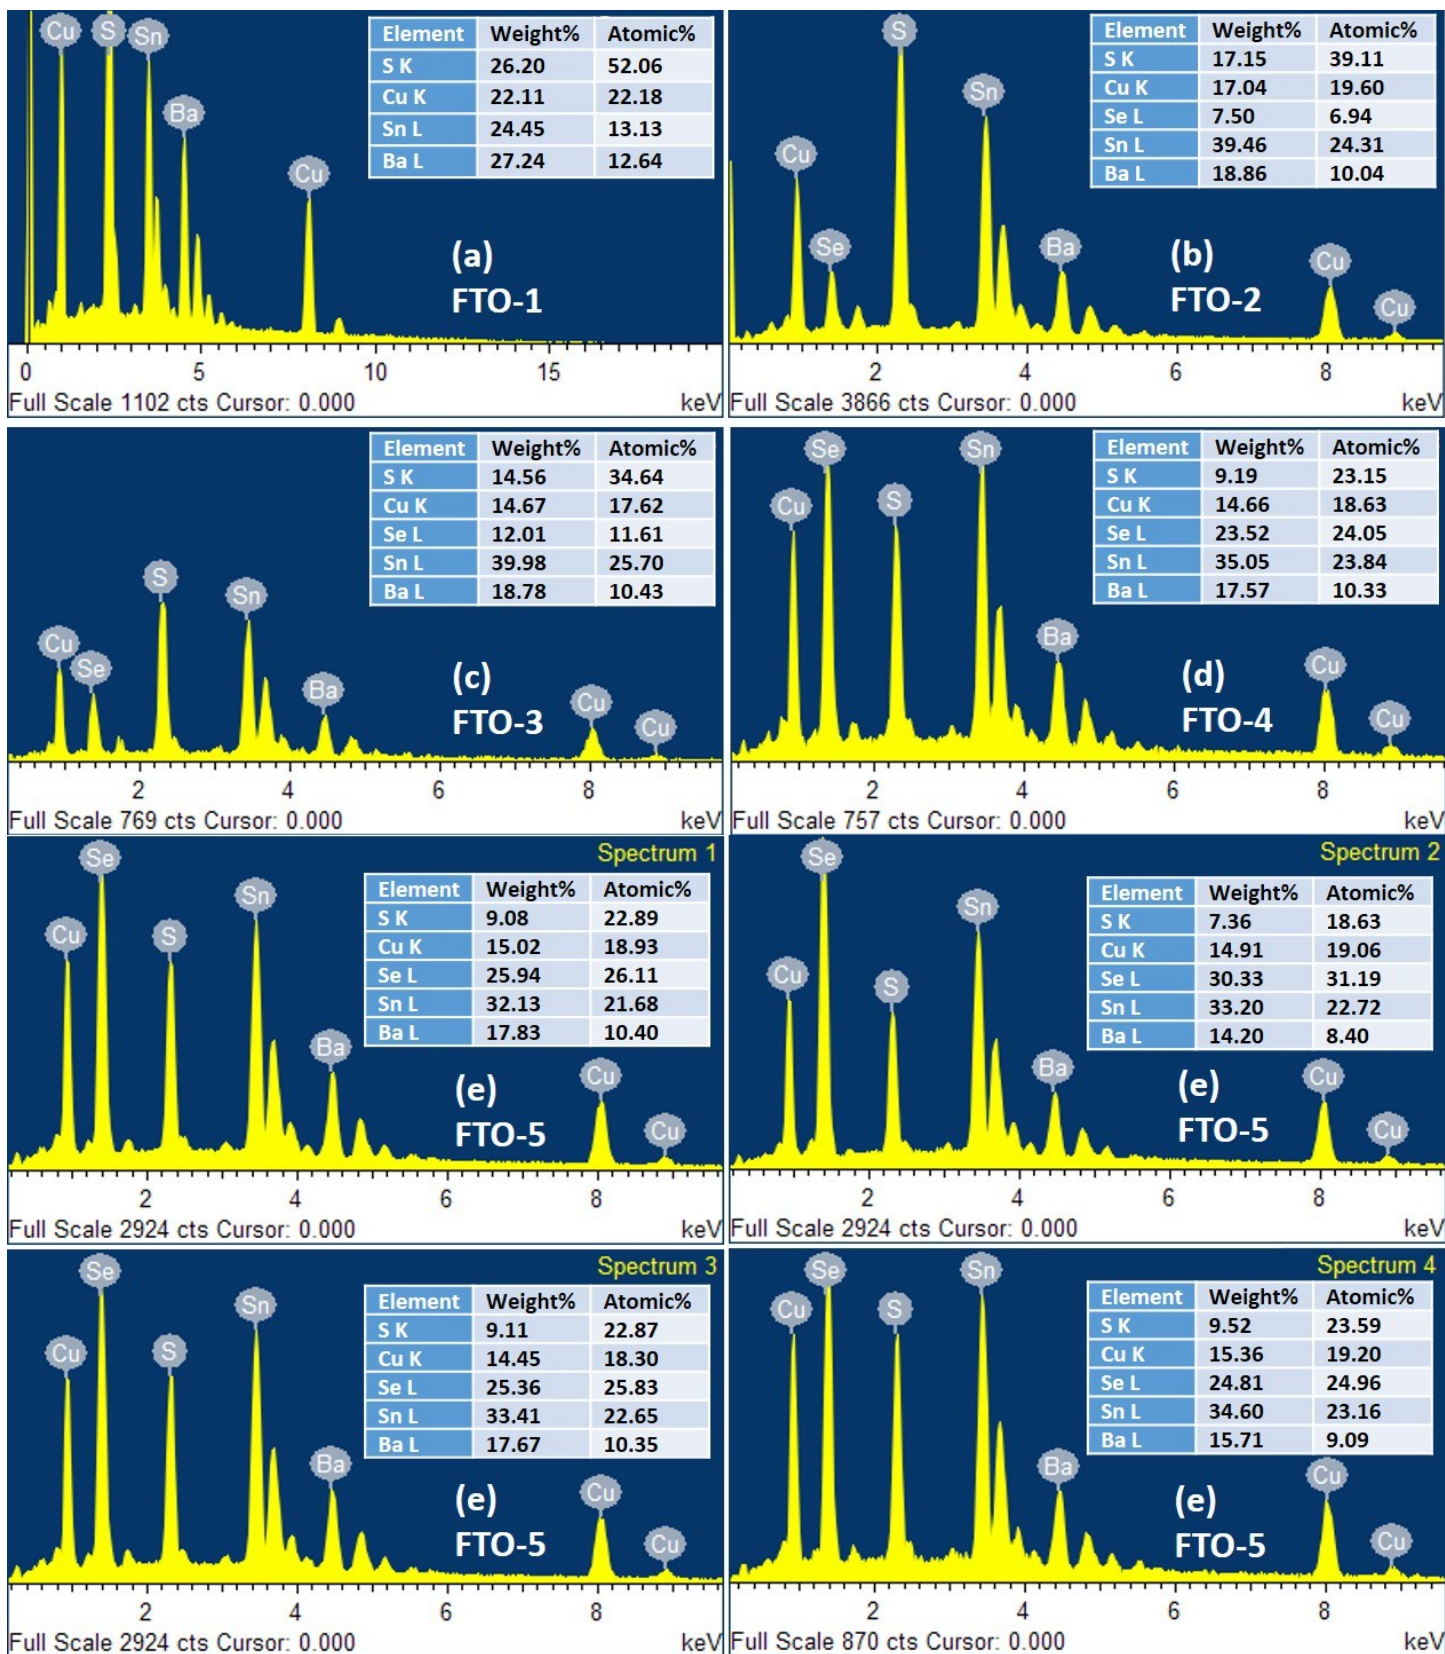 Cu S Sn Ba Cu
Element Weight% Atomic%
S K 26.20 52.06
Cu K 22.11 22.18
Sn L 24.45 13.13
Ba L 27.24 12.64
(a)
FTO-1
0 5 10 15
Full Scale 1102 cts Cursor: 0.000 keV
Cu Se S Sn Ba Cu Cu
Element Weight% Atomic%
S K 17.15 39.11
Cu K 17.04 19.60
Se L 7.50 6.94
Sn L 39.46 24.31
Ba L 18.86 10.04
(b)
FTO-2
2 4 6 8
Full Scale 3866 cts Cursor: 0.000 keV
Cu Se S Sn Ba Cu Cu
Element Weight% Atomic%
S K 14.56 34.64
Cu K 14.67 17.62
Se L 12.01 11.61
Sn L 39.98 25.70
Ba L 18.78 10.43
(c)
FTO-3
2 4 6 8
Full Scale 769 cts Cursor: 0.000 keV
Cu Se S Sn Ba Cu Cu
Element Weight% Atomic%
S K 9.19 23.15
Cu K 14.66 18.63
Se L 23.52 24.05
Sn L 35.05 23.84
Ba L 17.57 10.33
(d)
FTO-4
2 4 6 8
Full Scale 757 cts Cursor: 0.000 keV
Spectrum 1
Cu Se S Sn Ba Cu Cu
Element Weight% Atomic%
S K 9.08 22.89
Cu K 15.02 18.93
Se L 25.94 26.11
Sn L 32.13 21.68
Ba L 17.83 10.40
(e)
FTO-5
2 4 6 8
Full Scale 2924 cts Cursor: 0.000 keV
Spectrum 2
Cu Se S Sn Ba Cu Cu
Element Weight% Atomic%
S K 7.36 18.63
Cu K 14.91 19.06
Se L 30.33 31.19
Sn L 33.20 22.72
Ba L 14.20 8.40
(e)
FTO-5
2 4 6 8
Full Scale 2924 cts Cursor: 0.000 keV
Spectrum 3
Cu Se S Sn Ba Cu Cu
Element Weight% Atomic%
S K 9.11 22.87
Cu K 14.45 18.30
Se L 25.36 25.83
Sn L 33.41 22.65
Ba L 17.67 10.35
(e)
FTO-5
2 4 6 8
Full Scale 2924 cts Cursor: 0.000 keV
Spectrum 4
Cu Se S Sn Ba Cu Cu
Element Weight% Atomic%
S K 9.52 23.59
Cu K 15.36 19.20
Se L 24.81 24.96
Sn L 34.60 23.16
Ba L 15.71 9.09
(e)
FTO-5
2 4 6 8
Full Scale 870 cts Cursor: 0.000 keV